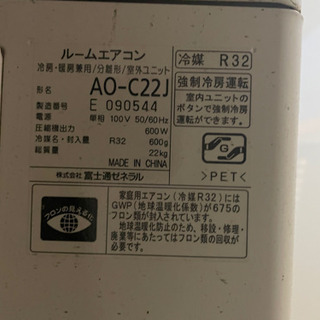 ルームエアコン
冷房・暖房兼用/分離形/室外ユニット
形名 AO-C22J
製造番号 E 090544
電源 単相 100V 50/60Hz
圧縮機出力 600W
冷媒名・封入量 R32 600g
総質量 22kg
MADE IN CHINA
株式会社 富士通ゼネラル
冷媒 R32
強制冷房運転
室内ユニットの
ボタンで強制冷房
運転ができます。
>PET<
フロンの見える化
家庭用エアコン(冷媒R32)には
GWP(地球温暖化係数)が675の
フロン類が封入されています。
地球温暖化防止のため、移設・修理・
廃棄等にあたってはフロン類の回収が
必要です。